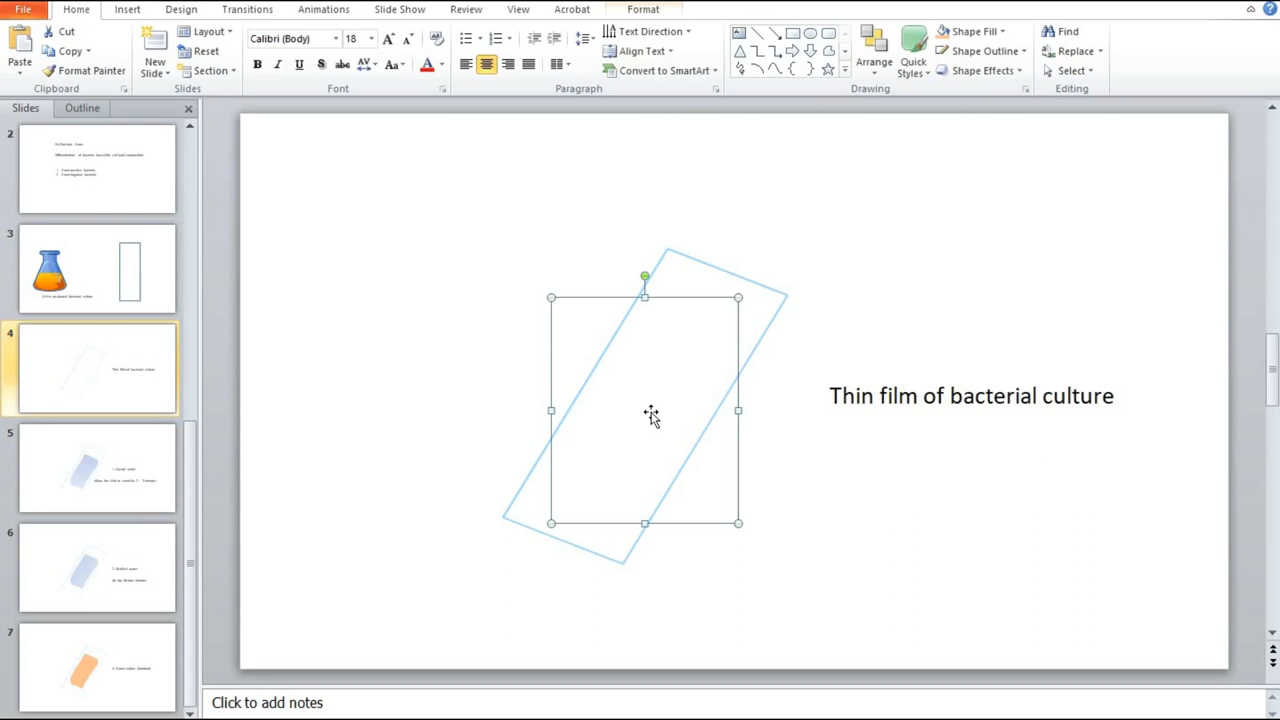 File Home Insert Design Transitions Animations Slide Show Review View Acrobat Format
Paste
Cut
Copy
Format Painter
Clipboard
New
Slide
Layout
Reset
Section
Slides
Calibri (Body) 18
B I U S abc AV Aa A
Font
Text Direction
Align Text
Convert to SmartArt
Paragraph
Arrange
Quick
Styles
Shape Fill
Shape Outline
Shape Effects
Drawing
Find
Replace
Select
Editing
Slides Outline
2
3
4
5
6
7
Thin film of bacterial culture
Click to add notes